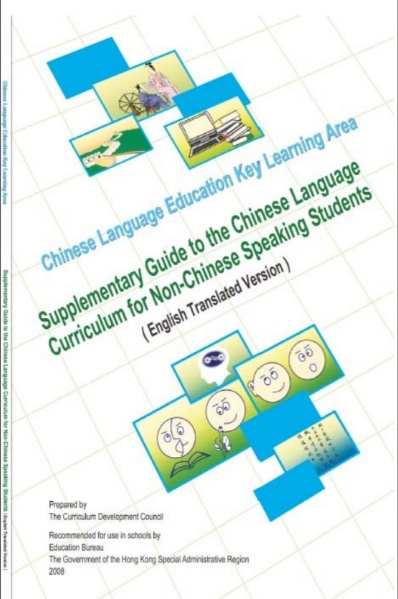 Chinese Language Education Key Learning Area
Supplementary Guide to the Chinese Language
Curriculum for Non-Chinese Speaking Students
( English Translated Version )
Prepared by
The Curriculum Development Council
Recommended for use in schools by
Education Bureau
The Government of the Hong Kong Special Administrative Region
2008
Chinese Language Education Key Learning Area
Supplementary Guide to the Chinese Language Curriculum for Non-Chinese Speaking Students ( English Translated Version )